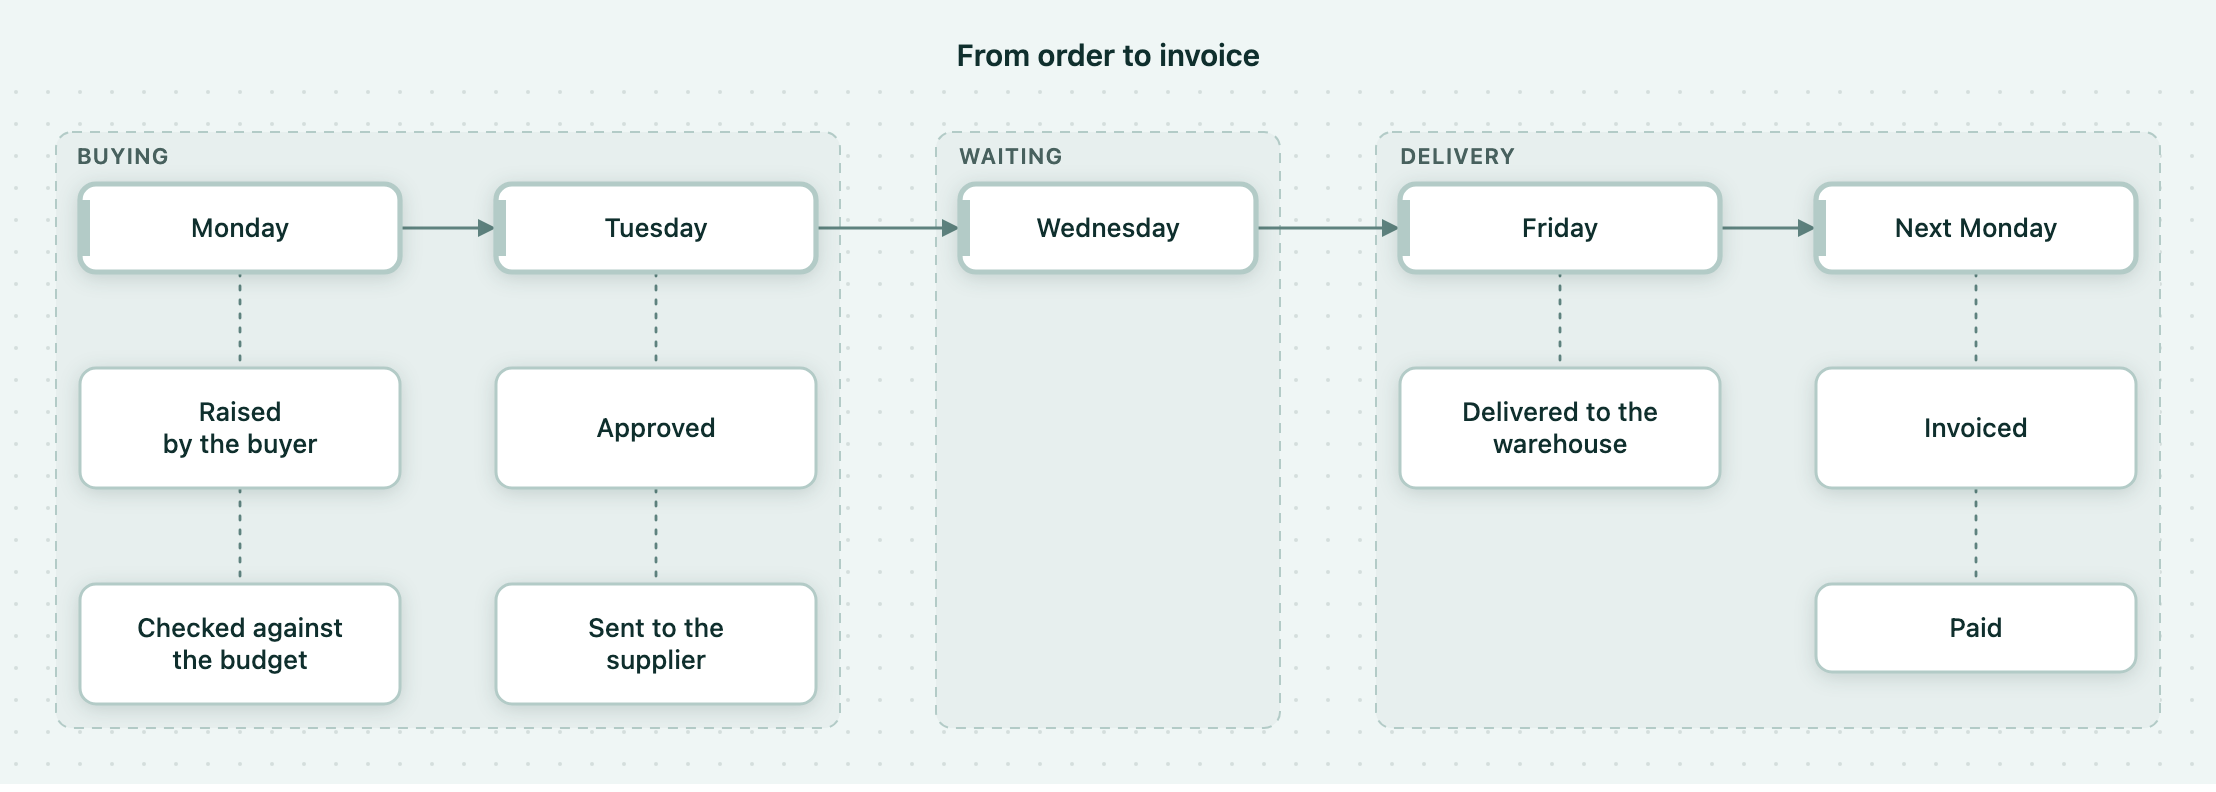 From order to invoice
BUYING
Monday
Raised
by the buyer
Checked against
the budget
Tuesday
Approved
Sent to the
supplier
WAITING
Wednesday
DELIVERY
Friday
Delivered to the
warehouse
Next Monday
Invoiced
Paid